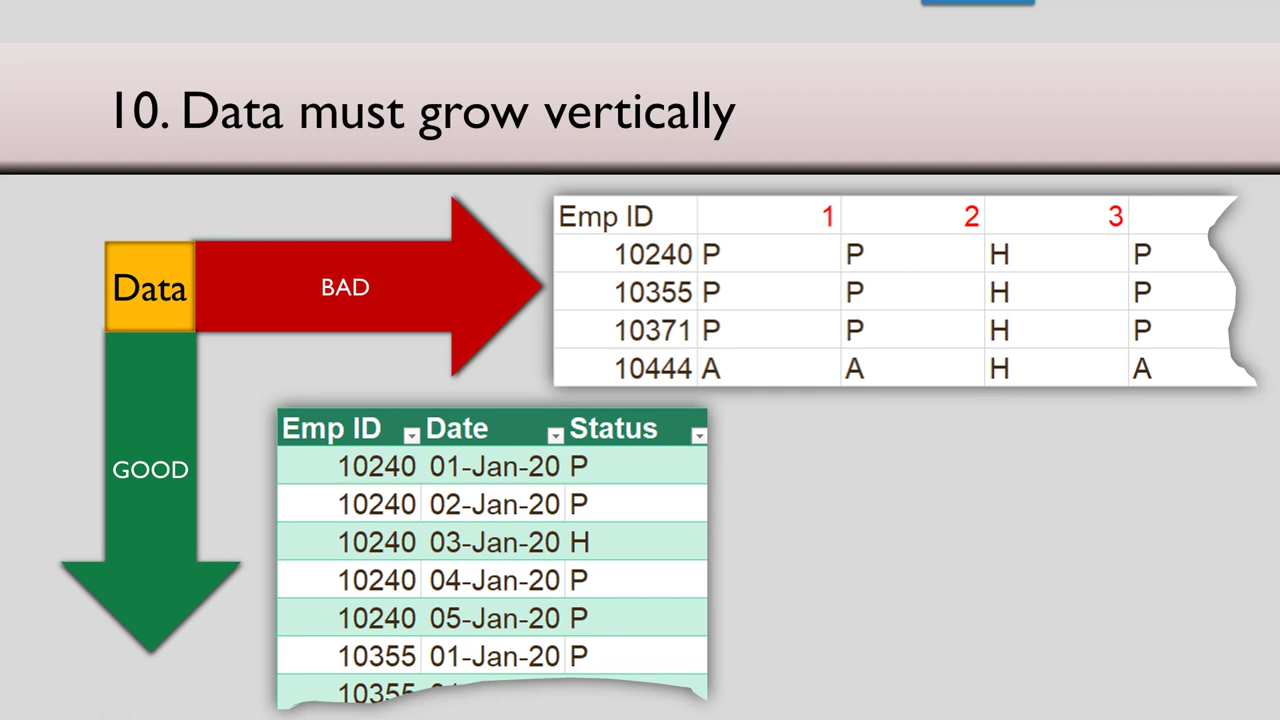 10. Data must grow vertically
Data
BAD
Emp ID 1 2 3
10240 P P H P
10355 P P H P
10371 P P H P
10444 A A H A
GOOD
Emp ID Date Status
10240 01-Jan-20 P
10240 02-Jan-20 P
10240 03-Jan-20 H
10240 04-Jan-20 P
10240 05-Jan-20 P
10355 01-Jan-20 P
10355